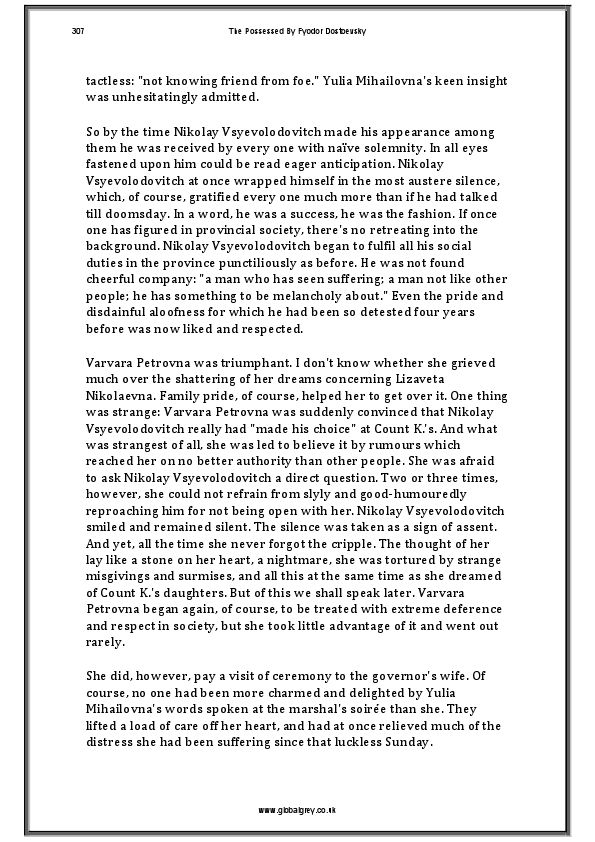 307 The Possessed By Fyodor Dostoevsky
tactless: "not knowing friend from foe." Yulia Mihailovna's keen insight
was unhesitatingly admitted.
So by the time Nikolay Vsyevolodovitch made his appearance among
them he was received by every one with naïve solemnity. In all eyes
fastened upon him could be read eager anticipation. Nikolay
Vsyevolodovitch at once wrapped himself in the most austere silence,
which, of course, gratified every one much more than if he had talked
till doomsday. In a word, he was a success, he was the fashion. If once
one has figured in provincial society, there's no retreating into the
background. Nikolay Vsyevolodovitch began to fulfil all his social
duties in the province punctiliously as before. He was not found
cheerful company: "a man who has seen suffering; a man not like other
people; he has something to be melancholy about." Even the pride and
disdainful aloofness for which he had been so detested four years
before was now liked and respected.
Varvara Petrovna was triumphant. I don't know whether she grieved
much over the shattering of her dreams concerning Lizaveta
Nikolaevna. Family pride, of course, helped her to get over it. One thing
was strange: Varvara Petrovna was suddenly convinced that Nikolay
Vsyevolodovitch really had "made his choice" at Count K.'s. And what
was strangest of all, she was led to believe it by rumours which
reached her on no better authority than other people. She was afraid
to ask Nikolay Vsyevolodovitch a direct question. Two or three times,
however, she could not refrain from slyly and good-humouredly
reproaching him for not being open with her. Nikolay Vsyevolodovitch
smiled and remained silent. The silence was taken as a sign of assent.
And yet, all the time she never forgot the cripple. The thought of her
lay like a stone on her heart, a nightmare, she was tortured by strange
misgivings and surmises, and all this at the same time as she dreamed
of Count K.'s daughters. But of this we shall speak later. Varvara
Petrovna began again, of course, to be treated with extreme deference
and respect in society, but she took little advantage of it and went out
rarely.
She did, however, pay a visit of ceremony to the governor's wife. Of
course, no one had been more charmed and delighted by Yulia
Mihailovna's words spoken at the marshal's soirée than she. They
lifted a load of care off her heart, and had at once relieved much of the
distress she had been suffering since that luckless Sunday.
www.globalgrey.co.uk